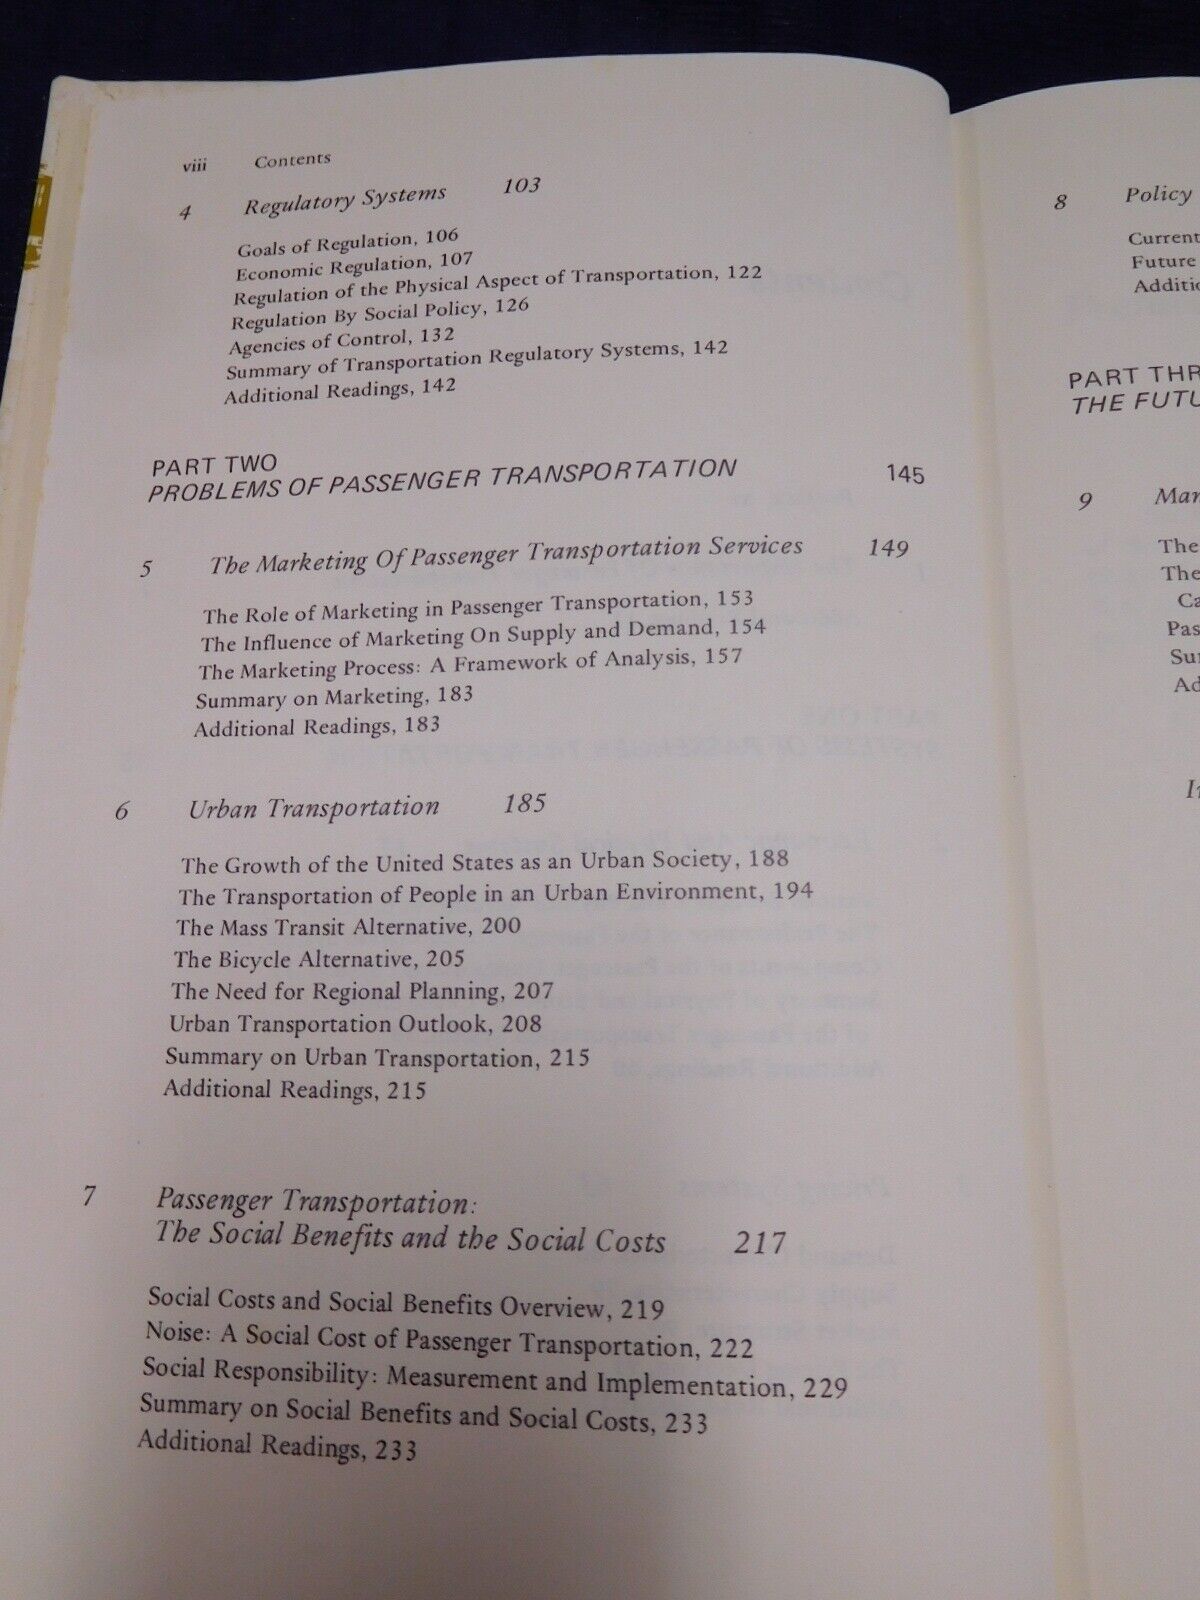 viii Contents
4 Regulatory Systems 103
Goals of Regulation, 106
Economic Regulation, 107
Regulation of the Physical Aspect of Transportation, 122
Regulation By Social Policy, 126
Agencies of Control, 132
Summary of Transportation Regulatory Systems, 142
Additional Readings, 142
PART TWO
PROBLEMS OF PASSENGER TRANSPORTATION 145
5 The Marketing Of Passenger Transportation Services 149
The Role of Marketing in Passenger Transportation, 153
The Influence of Marketing On Supply and Demand, 154
The Marketing Process: A Framework of Analysis, 157
Summary on Marketing, 183
Additional Readings, 183
6 Urban Transportation 185
The Growth of the United States as an Urban Society, 188
The Transportation of People in an Urban Environment, 194
The Mass Transit Alternative, 200
The Bicycle Alternative, 205
The Need for Regional Planning, 207
Urban Transportation Outlook, 208
Summary on Urban Transportation, 215
Additional Readings, 215
7 Passenger Transportation:
The Social Benefits and the Social Costs 217
Social Costs and Social Benefits Overview, 219
Noise: A Social Cost of Passenger Transportation, 222
Social Responsibility: Measurement and Implementation, 229
Summary on Social Benefits and Social Costs, 233
Additional Readings, 233
8 Policy
Current
Future
PART
THE
9
The
The